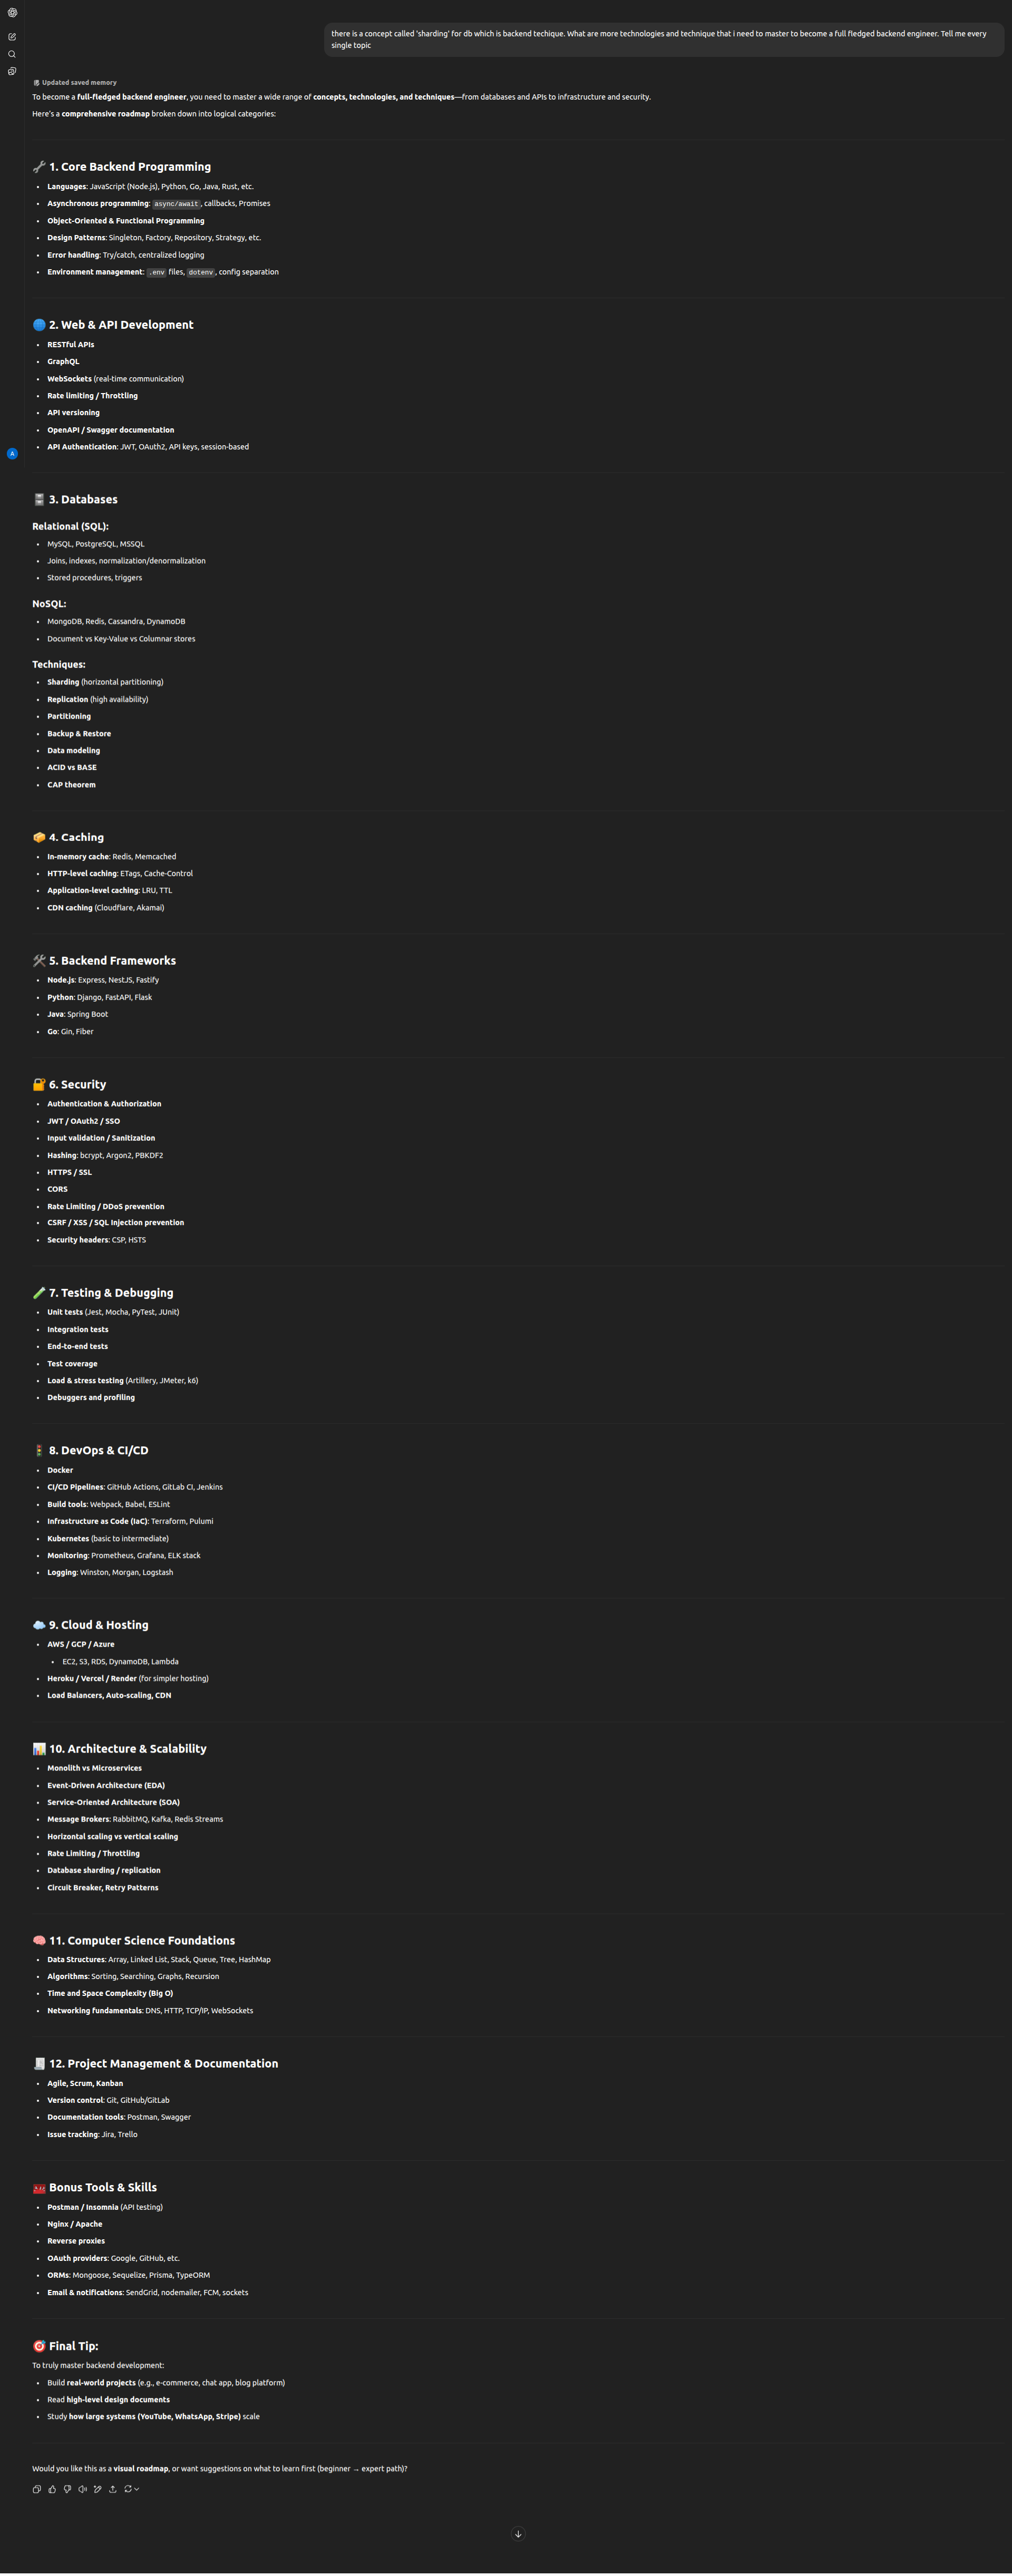 there is a concept called 'sharding' for db which is backend techique. What are more technologies and technique that i need to master to become a full fledged backend engineer. Tell me every
single topic
Updated saved memory
To become a full-fledged backend engineer, you need to master a wide range of concepts, technologies, and techniques—from databases and APIs to infrastructure and security.
Here's a comprehensive roadmap broken down into logical categories:
1. Core Backend Programming
• Languages: JavaScript (Node.js), Python, Go, Java, Rust, etc.
• Asynchronous programming: async/await, callbacks, Promises
• Object-Oriented & Functional Programming
• Design Patterns: Singleton, Factory, Repository, Strategy, etc.
• Error handling: Try/catch, centralized logging
• Environment management: .env files, dotenv, config separation
2. Web & API Development
• RESTful APIs
• GraphQL
• WebSockets (real-time communication)
• Rate limiting / Throttling
• API versioning
• OpenAPI / Swagger documentation
• API Authentication: JWT, OAuth2, API keys, session-based
A
3. Databases
Relational (SQL):
• MySQL, PostgreSQL, MSSQL
• Joins, indexes, normalization/denormalization
• Stored procedures, triggers
NoSQL:
• MongoDB, Redis, Cassandra, DynamoDB
• Document vs Key-Value vs Columnar stores
Techniques:
• Sharding (horizontal partitioning)
• Replication (high availability)
• Partitioning
• Backup & Restore
• Data modeling
• ACID vs BASE
• CAP theorem
4. Caching
• In-memory cache: Redis, Memcached
• HTTP-level caching: ETags, Cache-Control
• Application-level caching: LRU, TTL
• CDN caching (Cloudflare, Akamai)
5. Backend Frameworks
• Node.js: Express, NestJS, Fastify
• Python: Django, FastAPI, Flask
• Java: Spring Boot
• Go: Gin, Fiber
6. Security
• Authentication & Authorization
• JWT / OAuth2 / SSO
• Input validation / Sanitization
• Hashing: bcrypt, Argon2, PBKDF2
• HTTPS / SSL
• CORS
• Rate Limiting / DDoS prevention
• CSRF / XSS / SQL Injection prevention
• Security headers: CSP, HSTS
7. Testing & Debugging
• Unit tests (Jest, Mocha, PyTest, JUnit)
• Integration tests
• End-to-end tests
• Test coverage
• Load & stress testing (Artillery, JMeter, k6)
• Debuggers and profiling
8. DevOps & CI/CD
• Docker
• CI/CD Pipelines: GitHub Actions, GitLab CI, Jenkins
• Build tools: Webpack, Babel, ESLint
• Infrastructure as Code (IaC): Terraform, Pulumi
• Kubernetes (basic to intermediate)
• Monitoring: Prometheus, Grafana, ELK stack
• Logging: Winston, Morgan, Logstash
9. Cloud & Hosting
• AWS / GCP / Azure
• EC2, S3, RDS, DynamoDB, Lambda
• Heroku / Vercel / Render (for simpler hosting)
• Load Balancers, Auto-scaling, CDN
10. Architecture & Scalability
• Monolith vs Microservices
• Event-Driven Architecture (EDA)
• Service-Oriented Architecture (SOA)
• Message Brokers: RabbitMQ, Kafka, Redis Streams
• Horizontal scaling vs vertical scaling
• Rate Limiting / Throttling
• Database sharding / replication
• Circuit Breaker, Retry Patterns
11. Computer Science Foundations
• Data Structures: Array, Linked List, Stack, Queue, Tree, HashMap
• Algorithms: Sorting, Searching, Graphs, Recursion
• Time and Space Complexity (Big O)
• Networking fundamentals: DNS, HTTP, TCP/IP, WebSockets
12. Project Management & Documentation
• Agile, Scrum, Kanban
• Version control: Git, GitHub/GitLab
• Documentation tools: Postman, Swagger
• Issue tracking: Jira, Trello
Bonus Tools & Skills
• Postman / Insomnia (API testing)
• Nginx / Apache
• Reverse proxies
• OAuth providers: Google, GitHub, etc.
• ORMs: Mongoose, Sequelize, Prisma, TypeORM
• Email & notifications: SendGrid, nodemailer, FCM, sockets
Final Tip:
To truly master backend development:
• Build real-world projects (e.g., e-commerce, chat app, blog platform)
• Read high-level design documents
• Study how large systems (YouTube, WhatsApp, Stripe) scale
Would you like this as a visual roadmap, or want suggestions on what to learn first (beginner → expert path)?